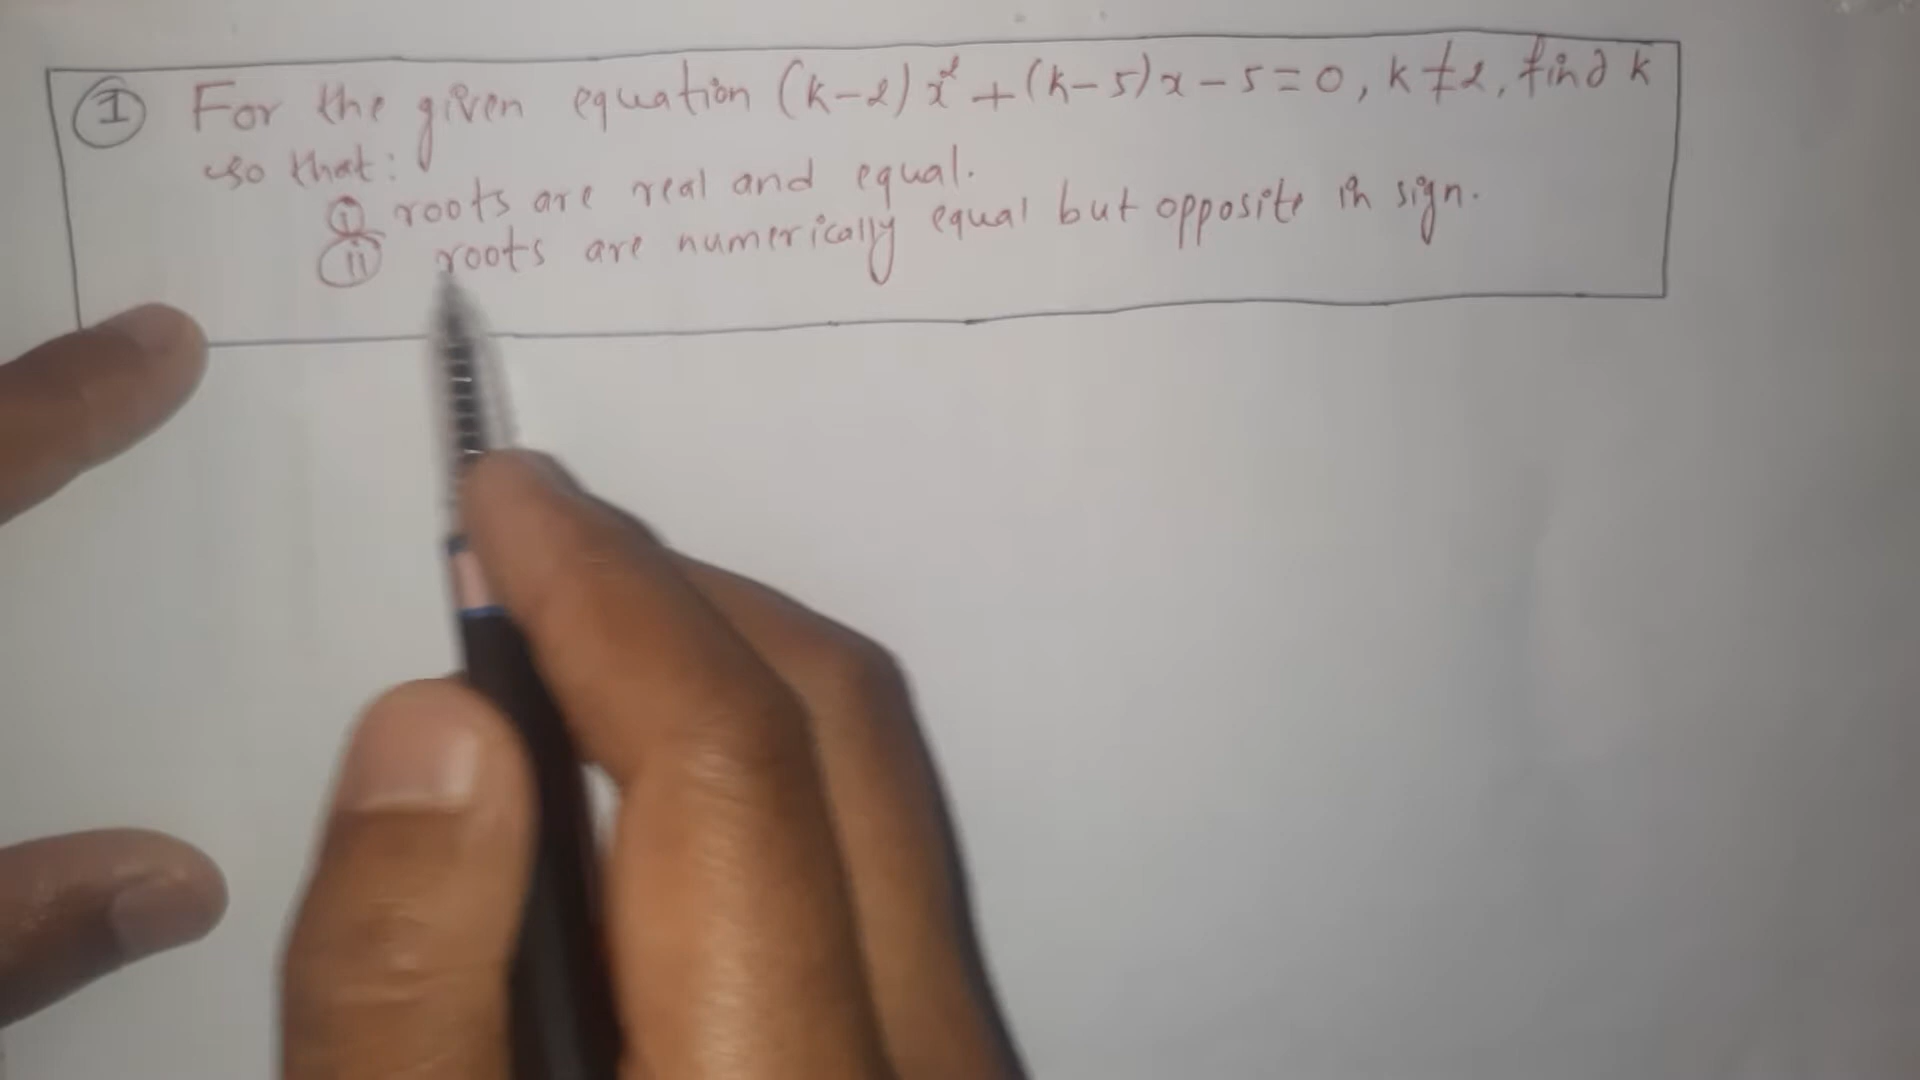 I For the given equation (k-2)x² + (k-5)x - 5 = 0, k ≠ 2, find k
so that:
i roots are real and equal.
ii roots are numerically equal but opposite in sign.